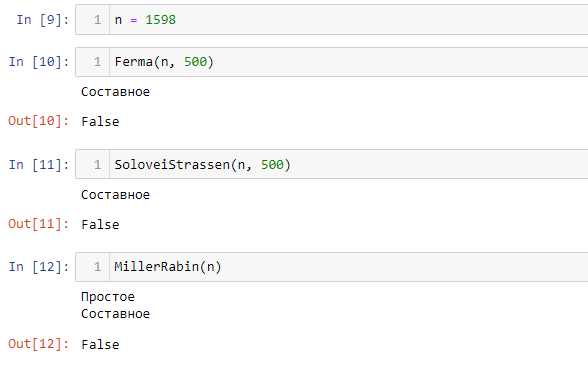 In [9]: 1 n = 1598
In [10]: 1 Ferma(n, 500)
Составное
Out[10]: False
In [11]: 1 SoloveiStrassen(n, 500)
Составное
Out[11]: False
In [12]: 1 MillerRabin(n)
Простое
Составное
Out[12]: False